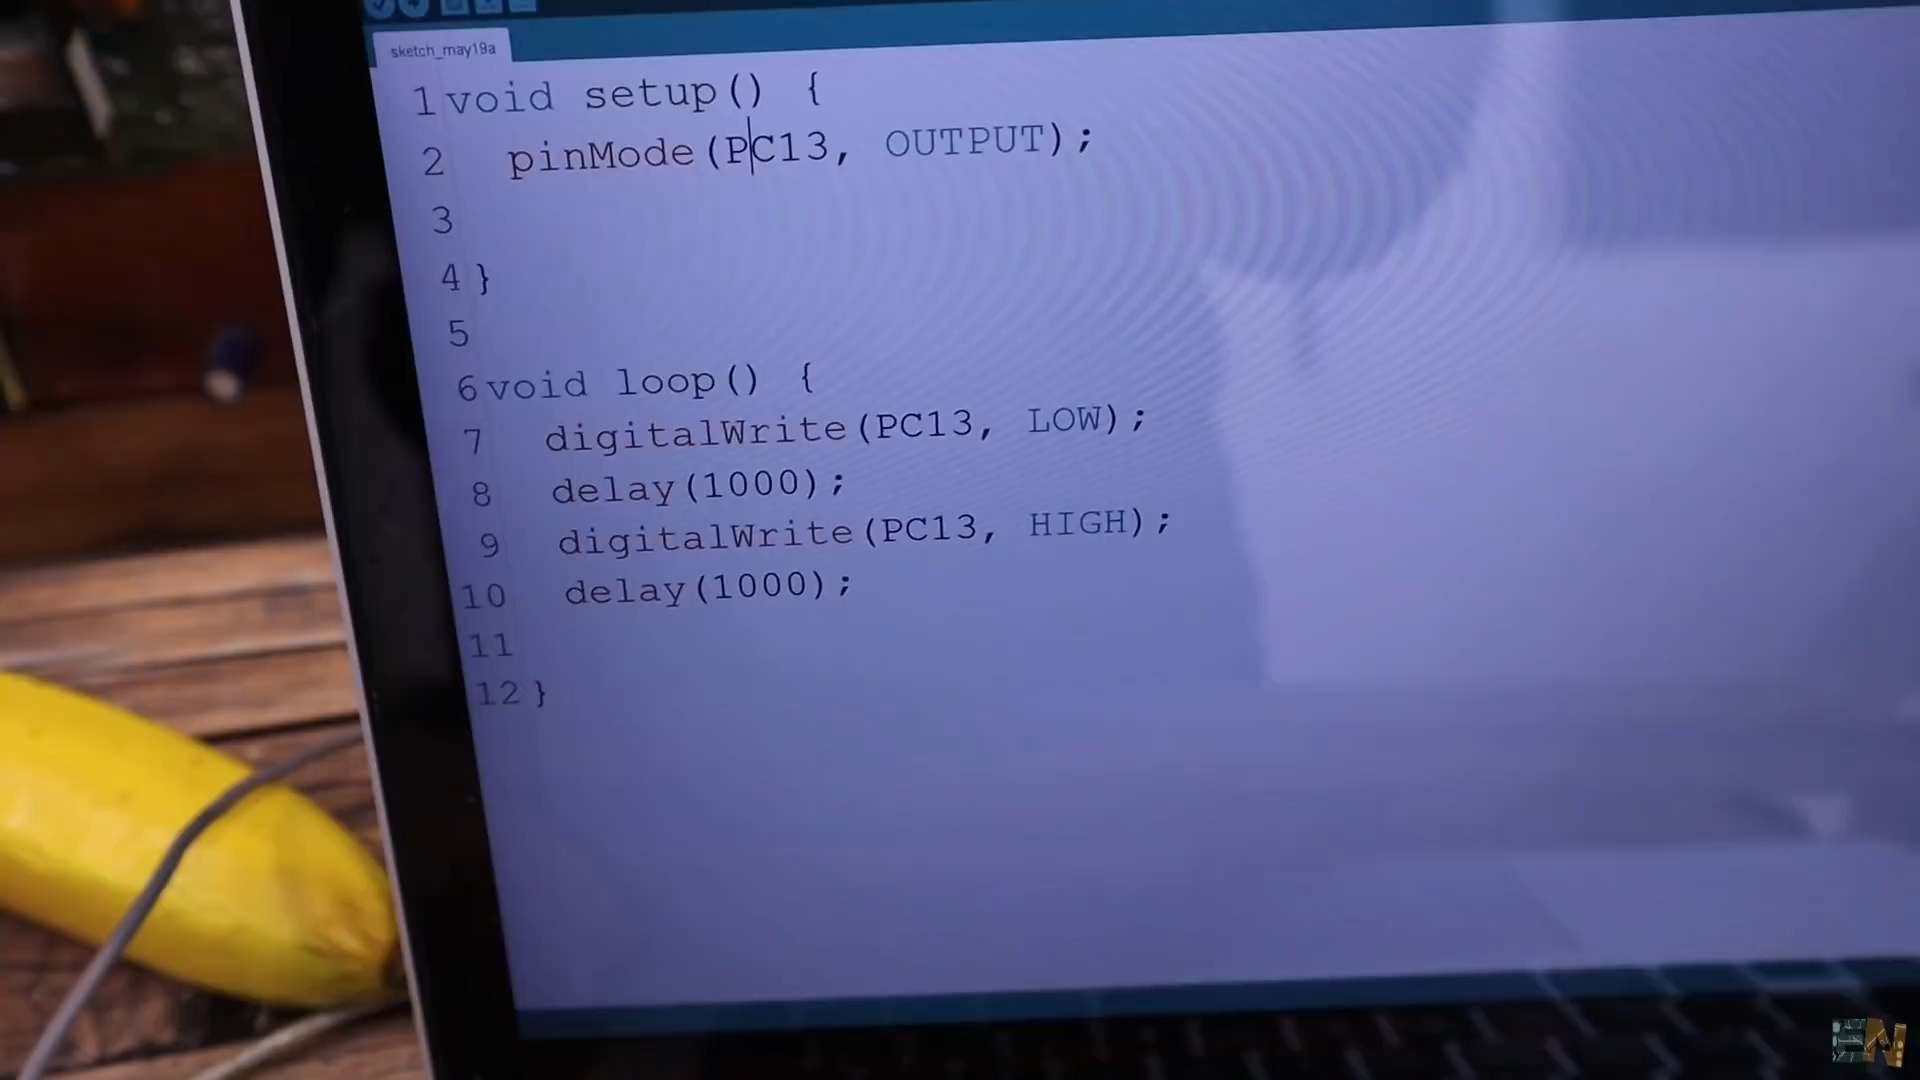 sketch_may19a
1 void setup() {
2 pinMode(PC13, OUTPUT);
3
4 }
5
6 void loop() {
7 digitalWrite(PC13, LOW);
8 delay(1000);
9 digitalWrite(PC13, HIGH);
10 delay(1000);
11
12 }
EN